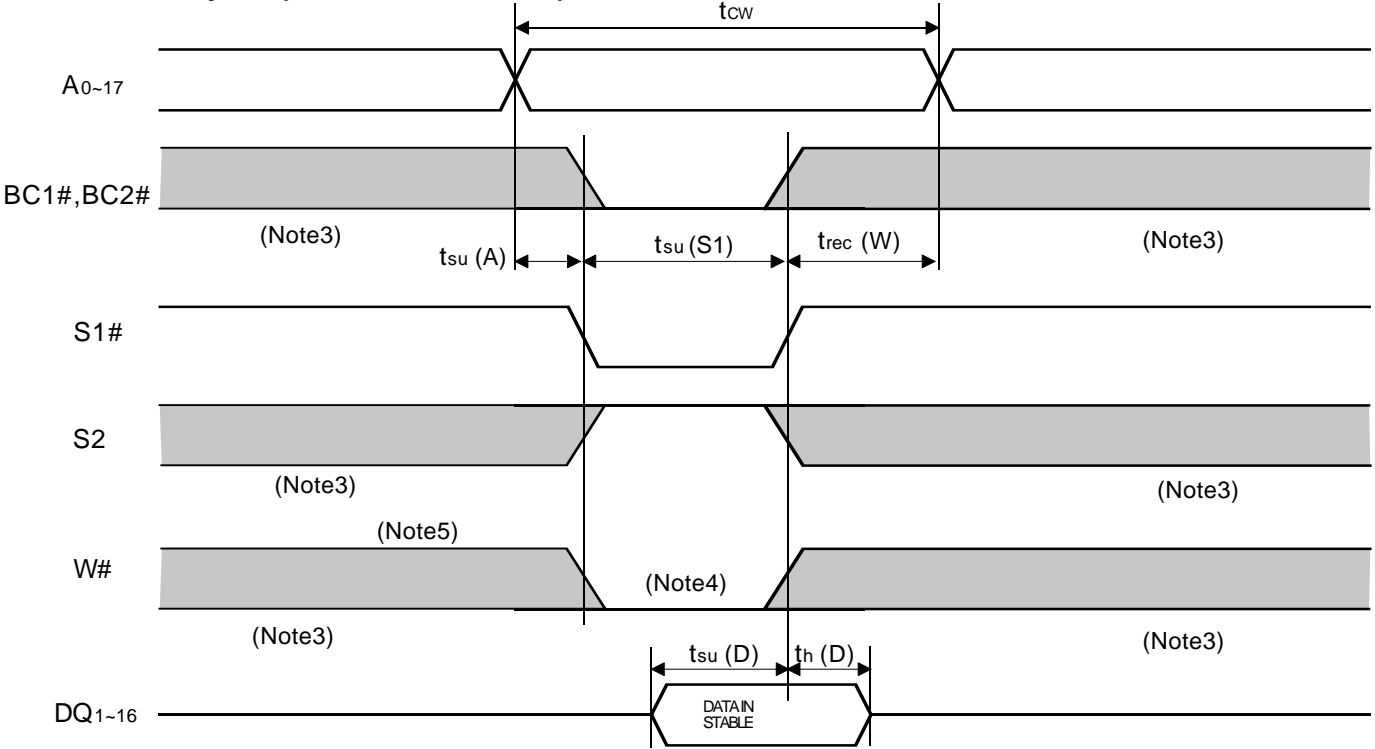 tCW
A0~17
BC1#,BC2#
(Note3)
(Note3)
tsu (A)
tsu (S1)
trec (W)
S1#
S2
(Note3)
(Note3)
(Note5)
W#
(Note4)
(Note3)
(Note3)
tsu (D)
th (D)
DQ1~16
DATA IN
STABLE